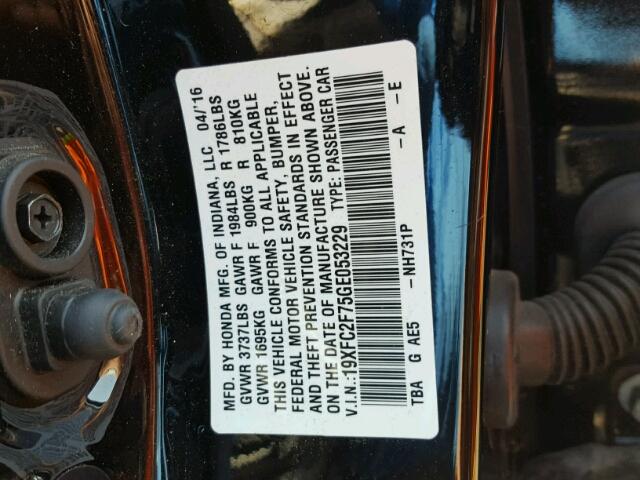 MFD. BY HONDA MFG. OF INDIANA, LLC 04/'16
GVWR 3737LBS GAWR F 1984LBS R 1786LBS
GVWR 1695KG GAWR F 900KG R 810KG
THIS VEHICLE CONFORMS TO ALL APPLICABLE
FEDERAL MOTOR VEHICLE SAFETY, BUMPER,
AND THEFT PREVENTION STANDARDS IN EFFECT
ON THE DATE OF MANUFACTURE SHOWN ABOVE.
V.I.N.: 19XFC2F75GE053229 TYPE: PASSENGER CAR
-NH731P -A -E
TBA G AE5